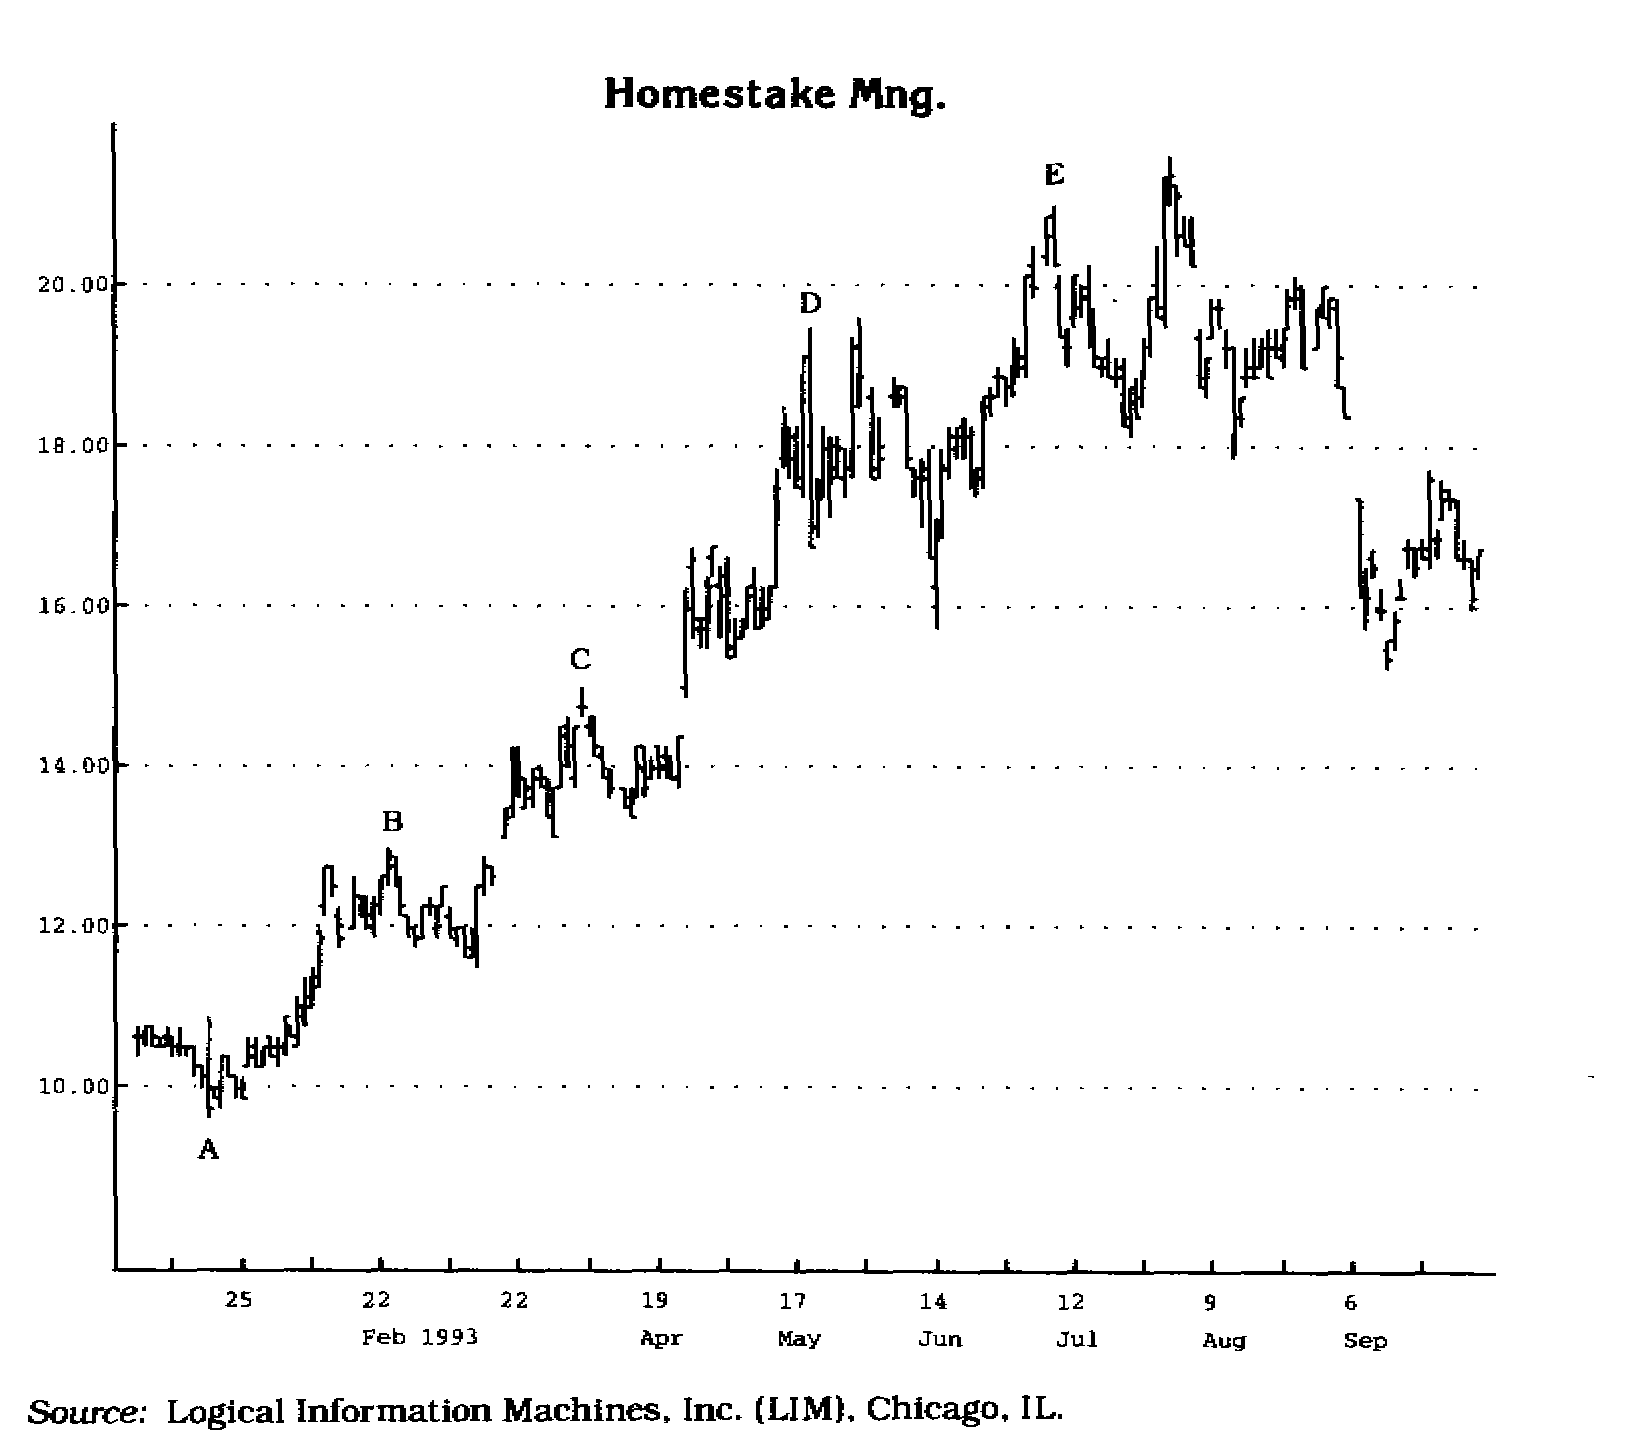 Homestake Mng.
E
20.00
D
18.00
16.00
C
14.00
B
12.00
10.00
A
25 22 22 19 17 14 12 9 6
Feb 1993 Apr May Jun Jul Aug Sep
Source: Logical Information Machines, Inc. (LIM), Chicago, IL.